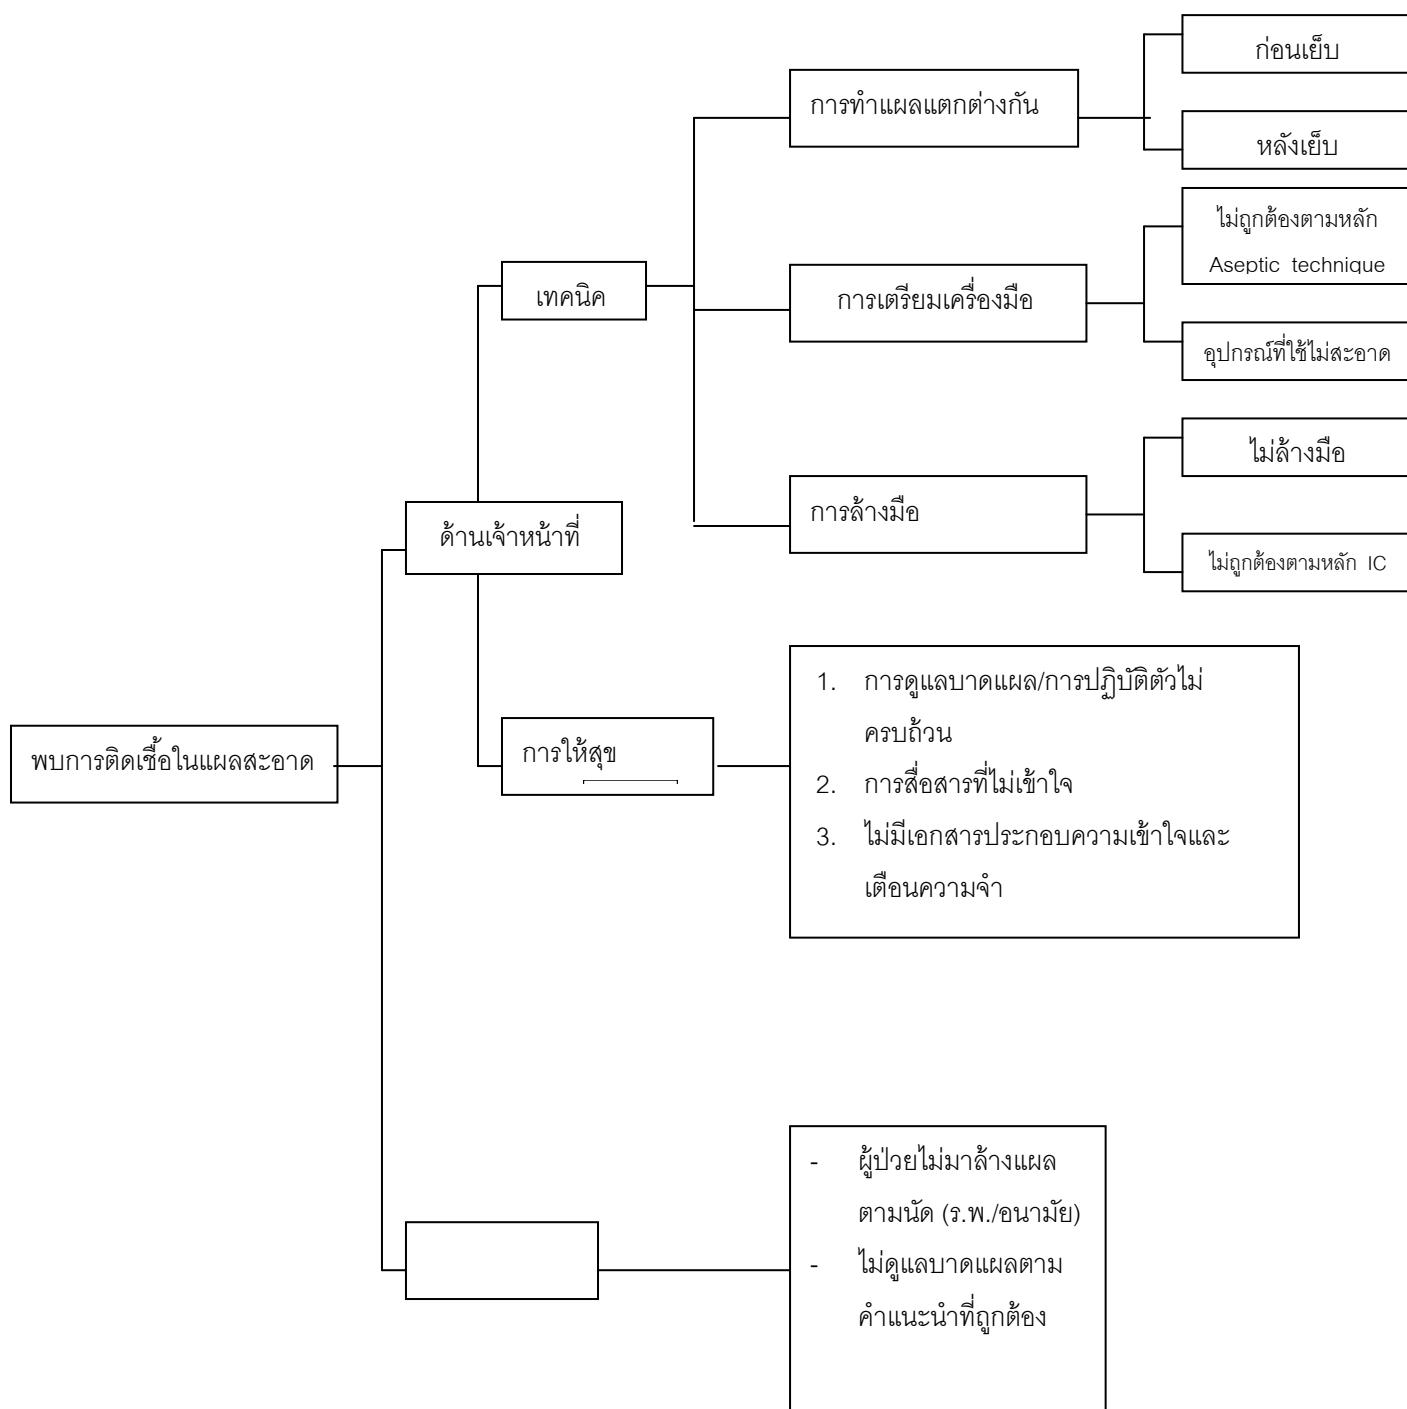 ก่อนเย็บ
การทำแผลแตกต่างกัน
หลังเย็บ
ไม่ถูกต้องตามหลัก
Aseptic technique
เทคนิค
การเตรียมเครื่องมือ
อุปกรณ์ที่ใช้ไม่สะอาด
ไม่ล้างมือ
การล้างมือ
ด้านเจ้าหน้าที่
ไม่ถูกต้องตามหลัก IC
1. การดูแลบาดแผล/การปฏิบัติตัวไม่
ครบถ้วน
2. การสื่อสารที่ไม่เข้าใจ
3. ไม่มีเอกสารประกอบความเข้าใจและ
เตือนความจำ
การให้สุข
พบการติดเชื้อในแผลสะอาด
- ผู้ป่วยไม่มาล้างแผล
ตามนัด (ร.พ./อนามัย)
- ไม่ดูแลบาดแผลตาม
คำแนะนำที่ถูกต้อง